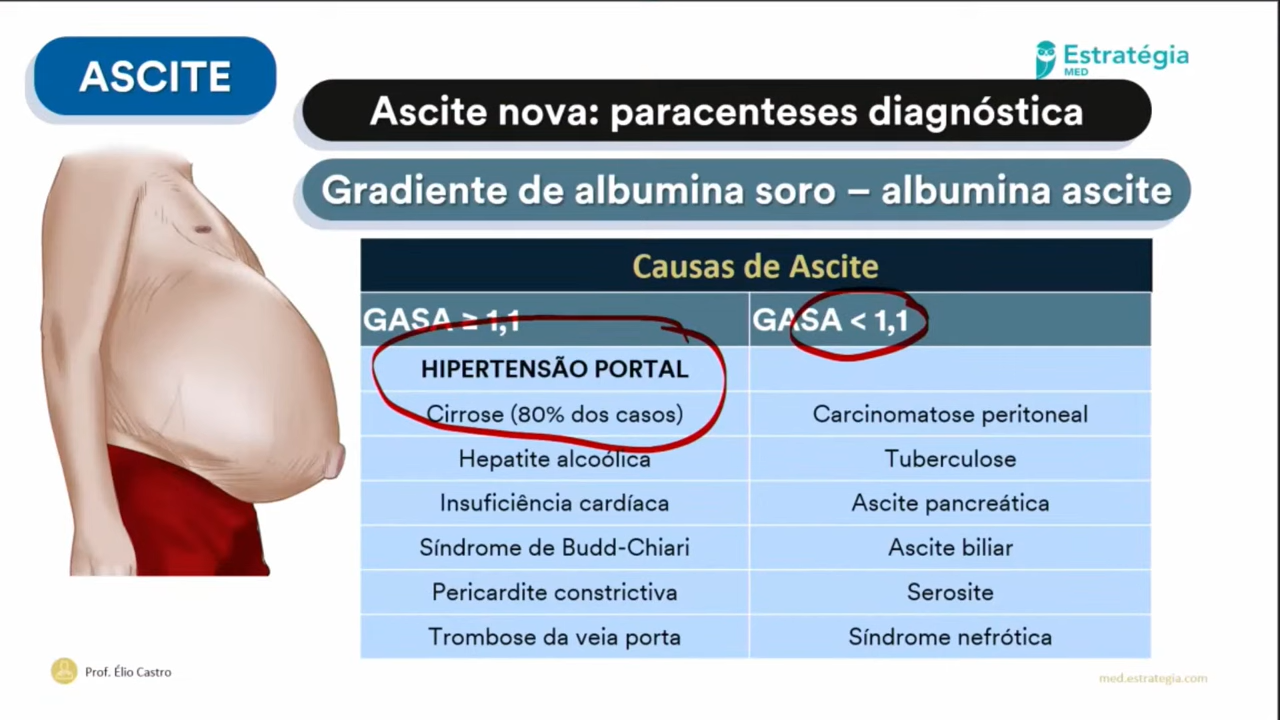 ASCITE
Estratégia
MED
Ascite nova: paracenteses diagnóstica
Gradiente de albumina soro – albumina ascite
Causas de Ascite
GASA ≥ 1,1 GASA < 1,1
HIPERTENSÃO PORTAL
Cirrose (80% dos casos) Carcinomatose peritoneal
Hepatite alcoólica Tuberculose
Insuficiência cardíaca Ascite pancreática
Síndrome de Budd-Chiari Ascite biliar
Pericardite constrictiva Serosite
Trombose da veia porta Síndrome nefrótica
Prof. Élio Castro
med.estrategia.com